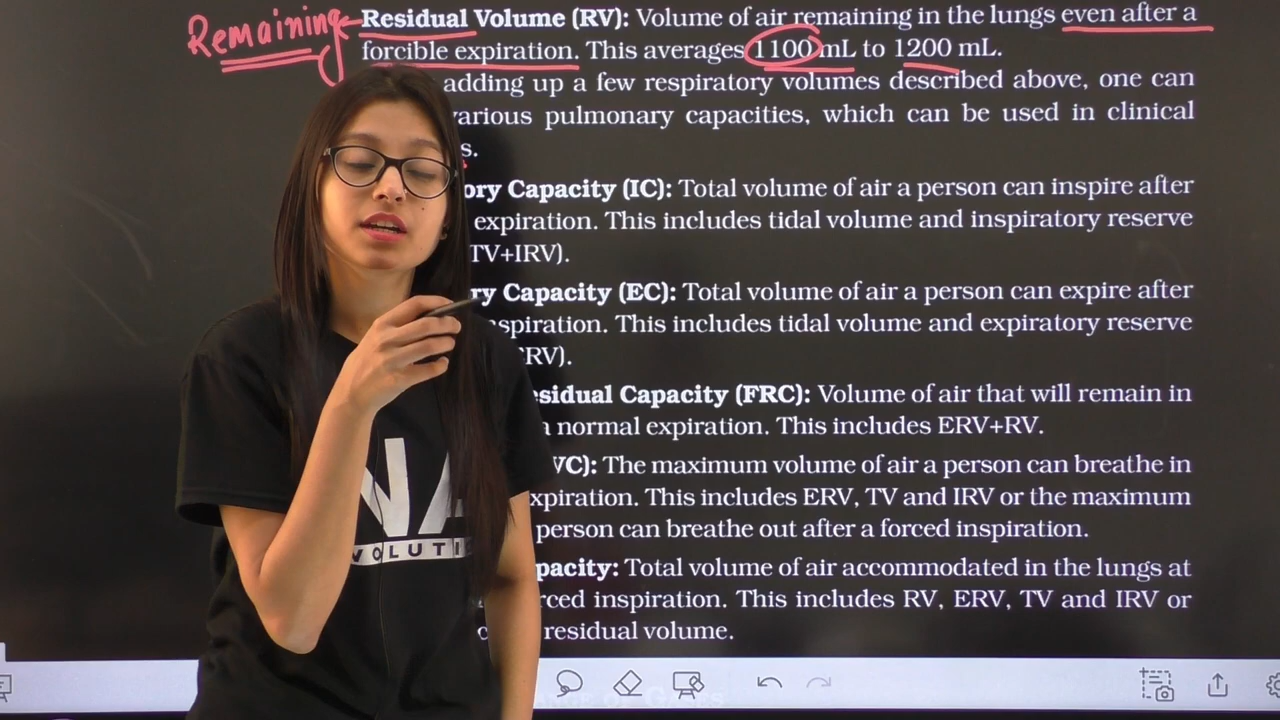 Remaining
Residual Volume (RV): Volume of air remaining in the lungs even after a
forcible expiration. This averages 1100 mL to 1200 mL.
adding up a few respiratory volumes described above, one can
various pulmonary capacities, which can be used in clinical
s.
ory Capacity (IC): Total volume of air a person can inspire after
expiration. This includes tidal volume and inspiratory reserve
TV+IRV).
ry Capacity (EC): Total volume of air a person can expire after
nspiration. This includes tidal volume and expiratory reserve
RV).
esidual Capacity (FRC): Volume of air that will remain in
a normal expiration. This includes ERV+RV.
VC): The maximum volume of air a person can breathe in
xpiration. This includes ERV, TV and IRV or the maximum
person can breathe out after a forced inspiration.
pacity: Total volume of air accommodated in the lungs at
rced inspiration. This includes RV, ERV, TV and IRV or
residual volume.
VOLUTI